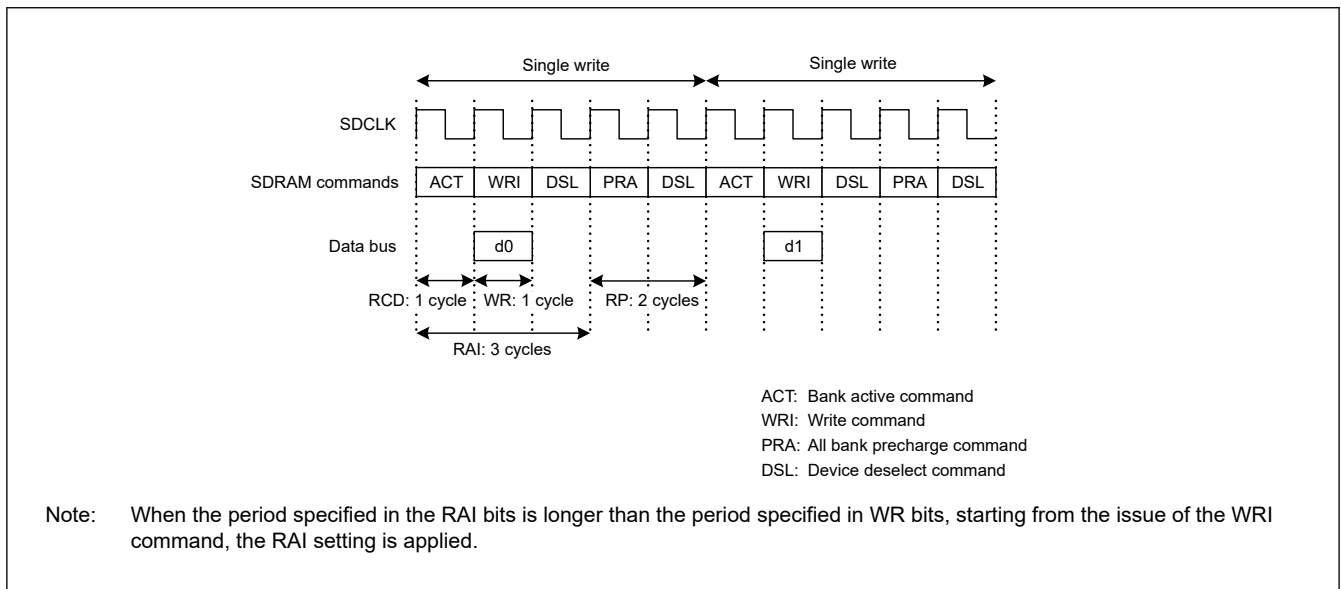 Single write Single write
SDCLK
SDRAM commands ACT WRI DSL PRA DSL ACT WRI DSL PRA DSL
Data bus d0 d1
RCD: 1 cycle WR: 1 cycle RP: 2 cycles
RAI: 3 cycles
ACT: Bank active command
WRI: Write command
PRA: All bank precharge command
DSL: Device deselect command
Note: When the period specified in the RAI bits is longer than the period specified in WR bits, starting from the issue of the WRI
command, the RAI setting is applied.